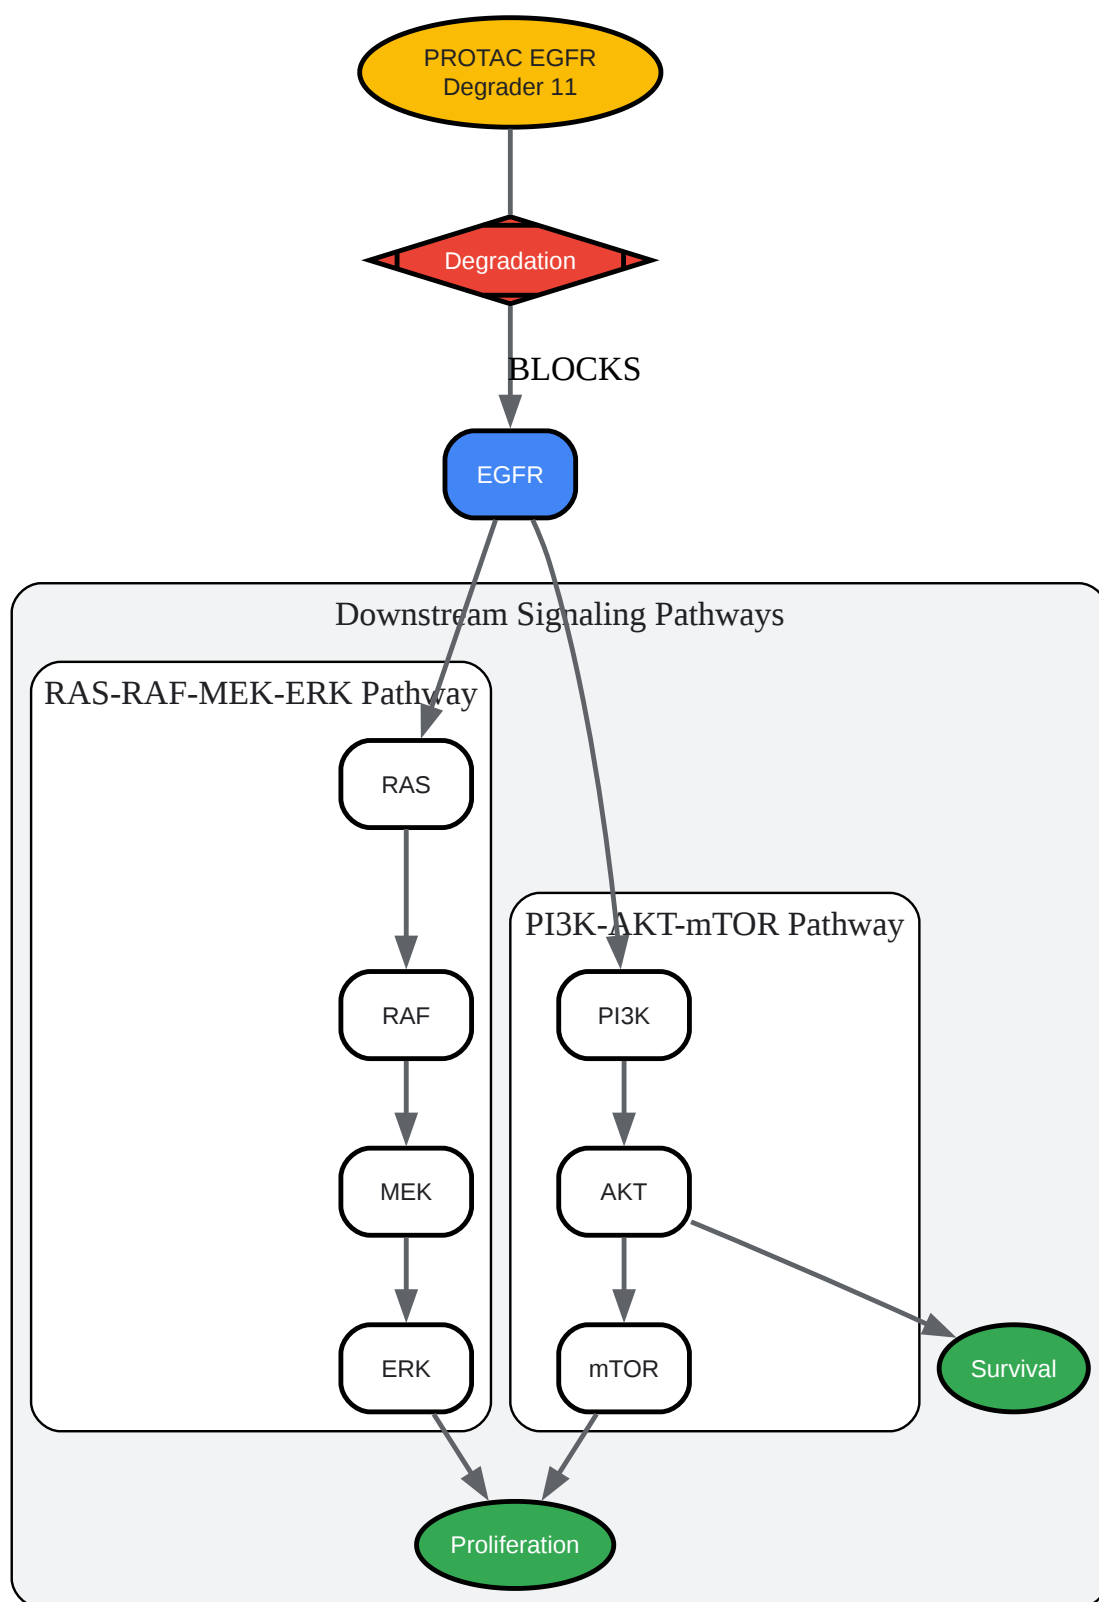 PROTAC EGFR
Degrader 11
Degradation
BLOCKS
EGFR
Downstream Signaling Pathways
RAS-RAF-MEK-ERK Pathway
RAS
PI3K-AKT-mTOR Pathway
RAF
PI3K
MEK
AKT
ERK
mTOR
Survival
Proliferation